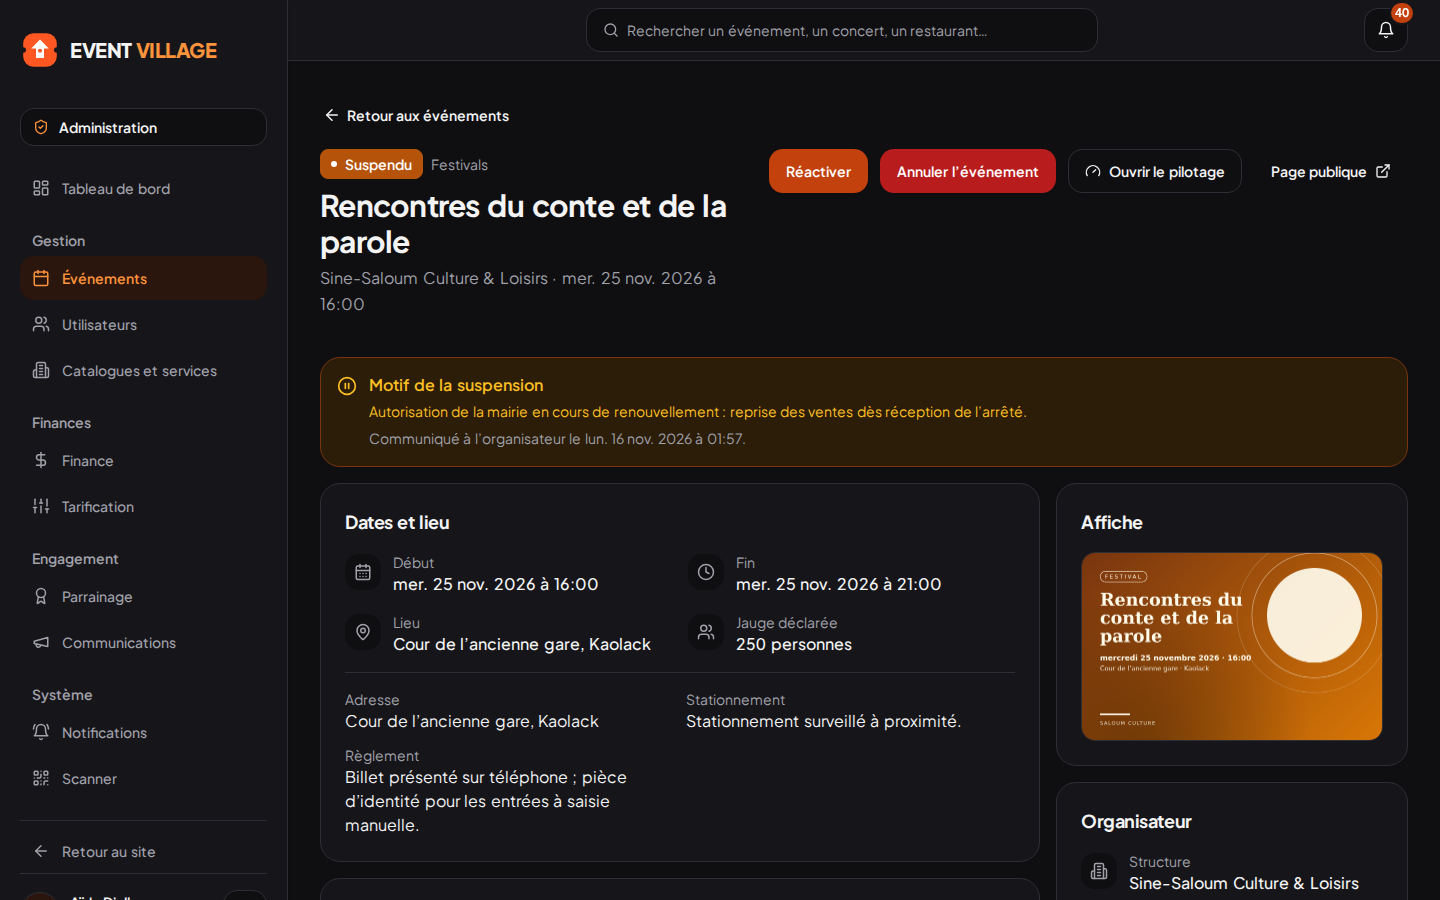 EVENT VILLAGE
Rechercher un événement, un concert, un restaurant…
40
Administration
Tableau de bord
Gestion
Événements
Utilisateurs
Catalogues et services
Finances
Finance
Tarification
Engagement
Parrainage
Communications
Système
Notifications
Scanner
Retour au site
Retour aux événements
Suspendu
Festivals
Réactiver
Annuler l’événement
Ouvrir le pilotage
Page publique
Rencontres du conte et de la
parole
Sine-Saloum Culture & Loisirs · mer. 25 nov. 2026 à
16:00
Motif de la suspension
Autorisation de la mairie en cours de renouvellement : reprise des ventes dès réception de l’arrêté.
Communiqué à l’organisateur le lun. 16 nov. 2026 à 01:57.
Dates et lieu
Début
mer. 25 nov. 2026 à 16:00
Fin
mer. 25 nov. 2026 à 21:00
Lieu
Cour de l’ancienne gare, Kaolack
Jauge déclarée
250 personnes
Adresse
Cour de l’ancienne gare, Kaolack
Stationnement
Stationnement surveillé à proximité.
Règlement
Billet présenté sur téléphone ; pièce
d’identité pour les entrées à saisie
manuelle.
Affiche
FESTIVAL
Rencontres du
conte et de la
parole
mercredi 25 novembre 2026 · 16:00
Cour de l’ancienne gare · Kaolack
SALOUM CULTURE
Organisateur
Structure
Sine-Saloum Culture & Loisirs